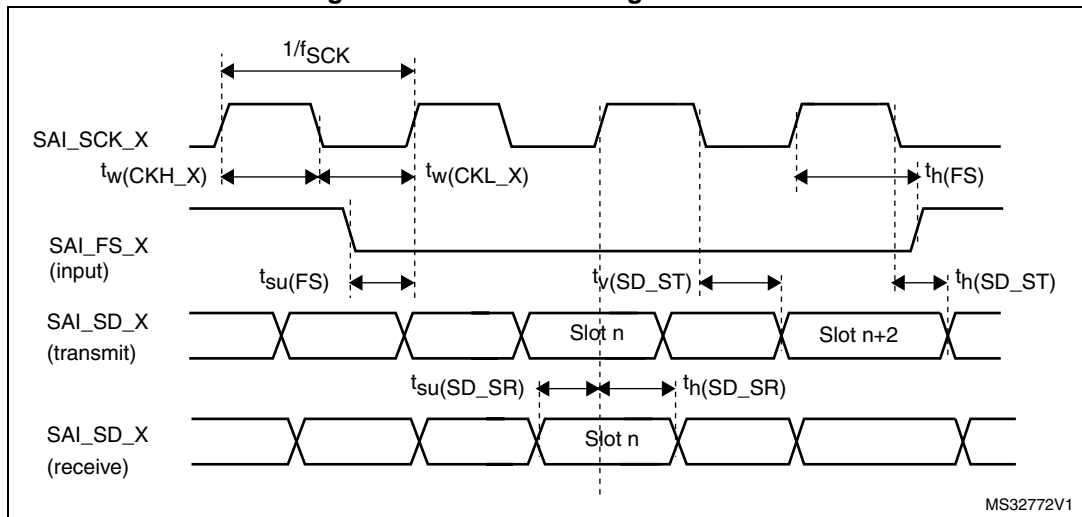 1/fSCK
SAI_SCK_X
tw(CKH_X)
tw(CKL_X)
th(FS)
SAI_FS_X
(input)
tsu(FS)
tv(SD_ST)
th(SD_ST)
SAI_SD_X
(transmit)
Slot n
Slot n+2
tsu(SD_SR)
th(SD_SR)
SAI_SD_X
(receive)
Slot n
MS32772V1